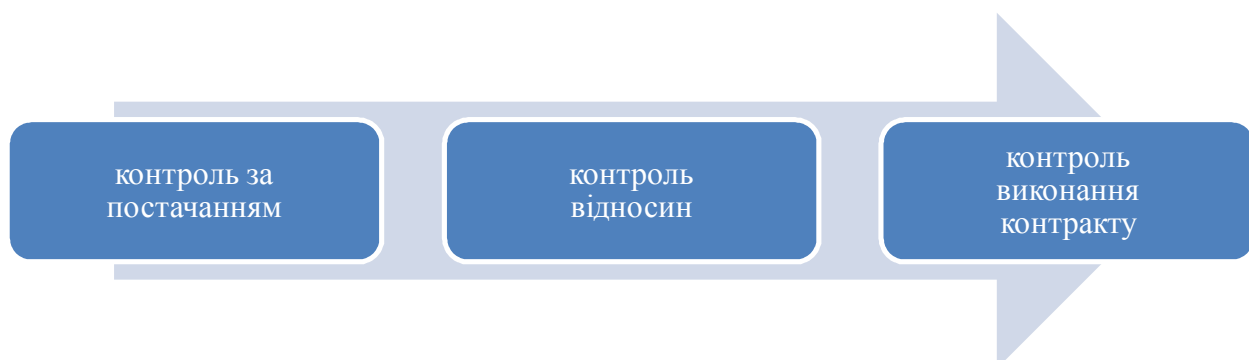 контроль за
постачанням
контроль
відносин
контроль
виконання
контракту